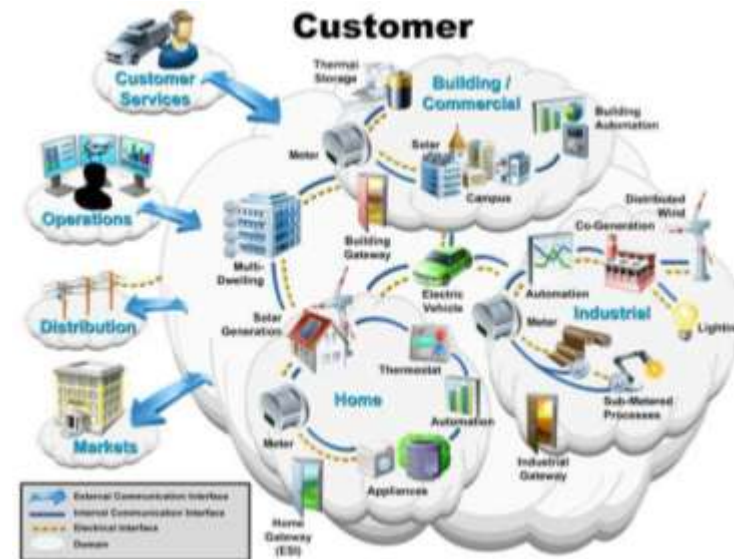 Customer
Customer
Services
Thermal
Storage
Building /
Commercial
Building
Automation
Meter
Solar
Campus
Operations
Multi-
Dwelling
Building
Gateway
Electric
Vehicle
Distributed
Wind
Co-Generation
Automation
Industrial
Meter
Lightin
Sub-Metered
Processes
Industrial
Gateway
Distribution
Solar
Generation
Thermostat
Home
Automation
Meter
Appliances
Home
Gateway
(ESI)
Markets
External Communication Interface
Internal Communication Interface
Electrical Interface
Domain